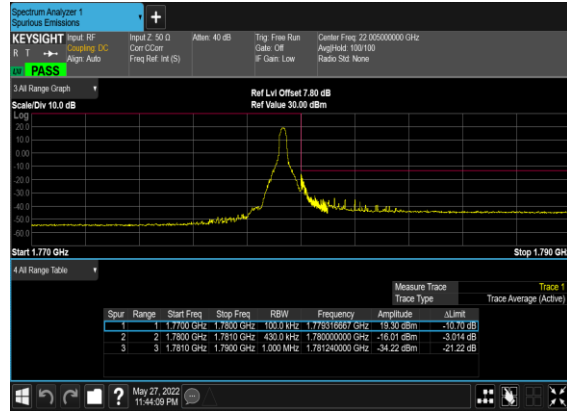 Spectrum Analyzer 1
Spurious Emissions
KEYSIGHT Input: RF Input Z: 50 Ω Atten: 40 dB Trig: Free Run Center Freq: 22.005000000 GHz
R T Coupling: DC Corr CCorr Gate: Off Avg|Hold: 100/100
Align: Auto Freq Ref: Int (S) IF Gain: Low Radio Std: None
PASS
3 All Range Graph
Ref Lvl Offset 7.80 dB
Scale/Div 10.0 dB Ref Value 30.00 dBm
Log
20.0
10.0
0.00
-10.0
-20.0
-30.0
-40.0
-50.0
-60.0
Start 1.770 GHz Stop 1.790 GH
4 All Range Table
Measure Trace Trace 1
Trace Type Trace Average (Active)
Spur Range Start Freq Stop Freq RBW Frequency Amplitude ΔLimit
1 1 1.7700 GHz 1.7800 GHz 100.0 kHz 1.779316667 GHz 19.30 dBm -10.70 dB
2 2 1.7800 GHz 1.7810 GHz 430.0 kHz 1.780000000 GHz -16.01 dBm -3.014 dB
3 3 1.7810 GHz 1.7900 GHz 1.000 MHz 1.781240000 GHz -34.22 dBm -21.22 dB
May 27, 2022
11:44:09 PM